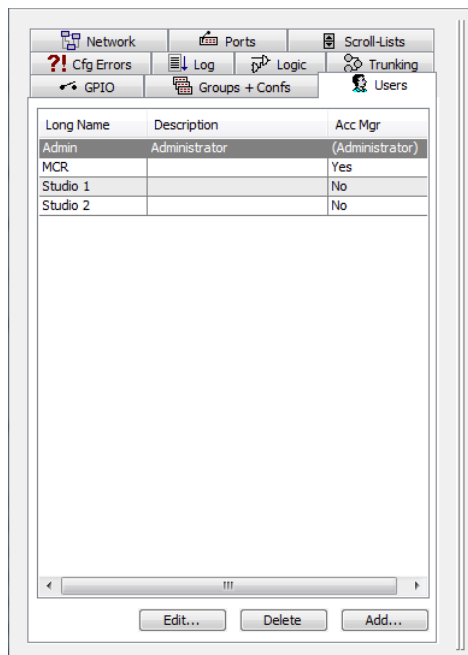 Network Ports Scroll-Lists
?! Cfg Errors Log Logic Trunking
GPIO Groups + Confs Users
Long Name Description Acc Mgr
Admin Administrator (Administrator)
MCR Yes
Studio 1 No
Studio 2 No
Edit... Delete Add...